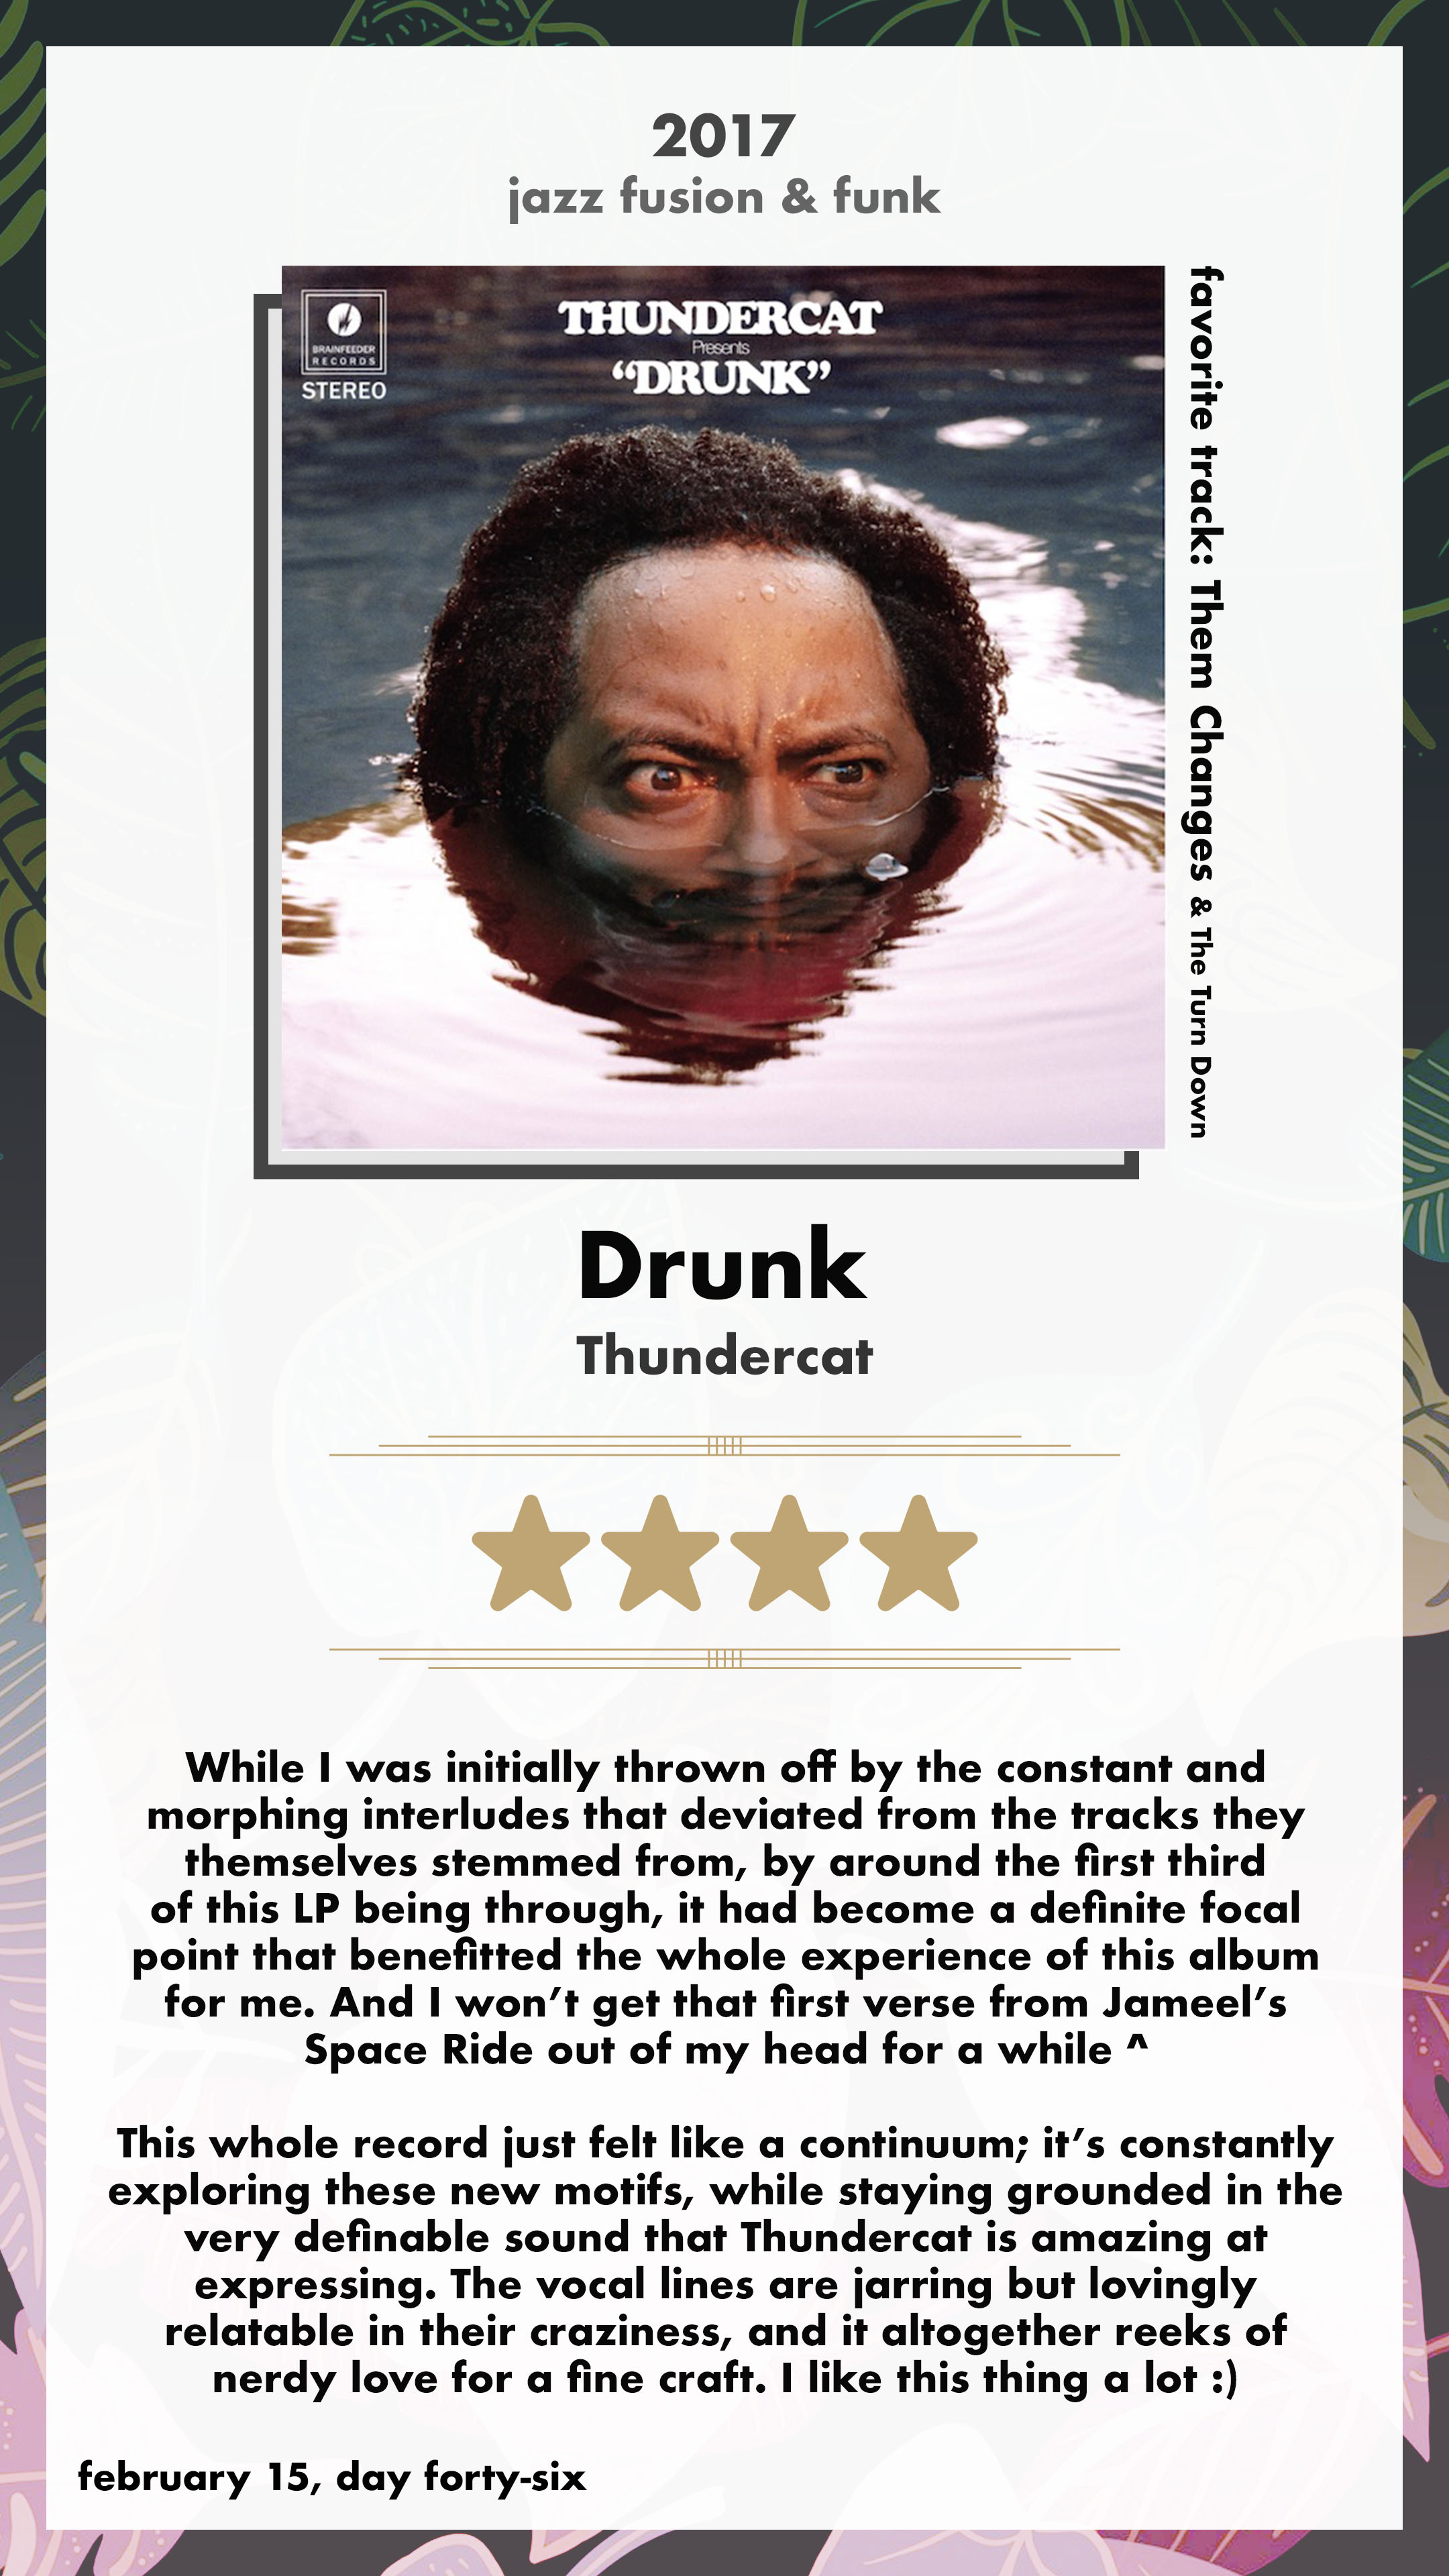 2017
jazz fusion & funk
BRAINFEEDER
RECORDS
STEREO
THUNDERCAT
Presents
“DRUNK”
favorite track: Them Changes & The Turn Down
Drunk
Thundercat
While I was initially thrown off by the constant and
morphing interludes that deviated from the tracks they
themselves stemmed from, by around the first third
of this LP being through, it had become a definite focal
point that benefitted the whole experience of this album
for me. And I won’t get that first verse from Jameel’s
Space Ride out of my head for a while ^
This whole record just felt like a continuum; it’s constantly
exploring these new motifs, while staying grounded in the
very definable sound that Thundercat is amazing at
expressing. The vocal lines are jarring but lovingly
relatable in their craziness, and it altogether reeks of
nerdy love for a fine craft. I like this thing a lot :)
february 15, day forty-six